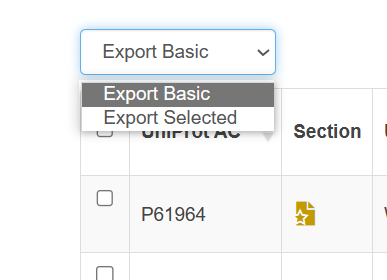 Export Basic
Export Basic
Export Selected
UniProt AC
Section
P61964